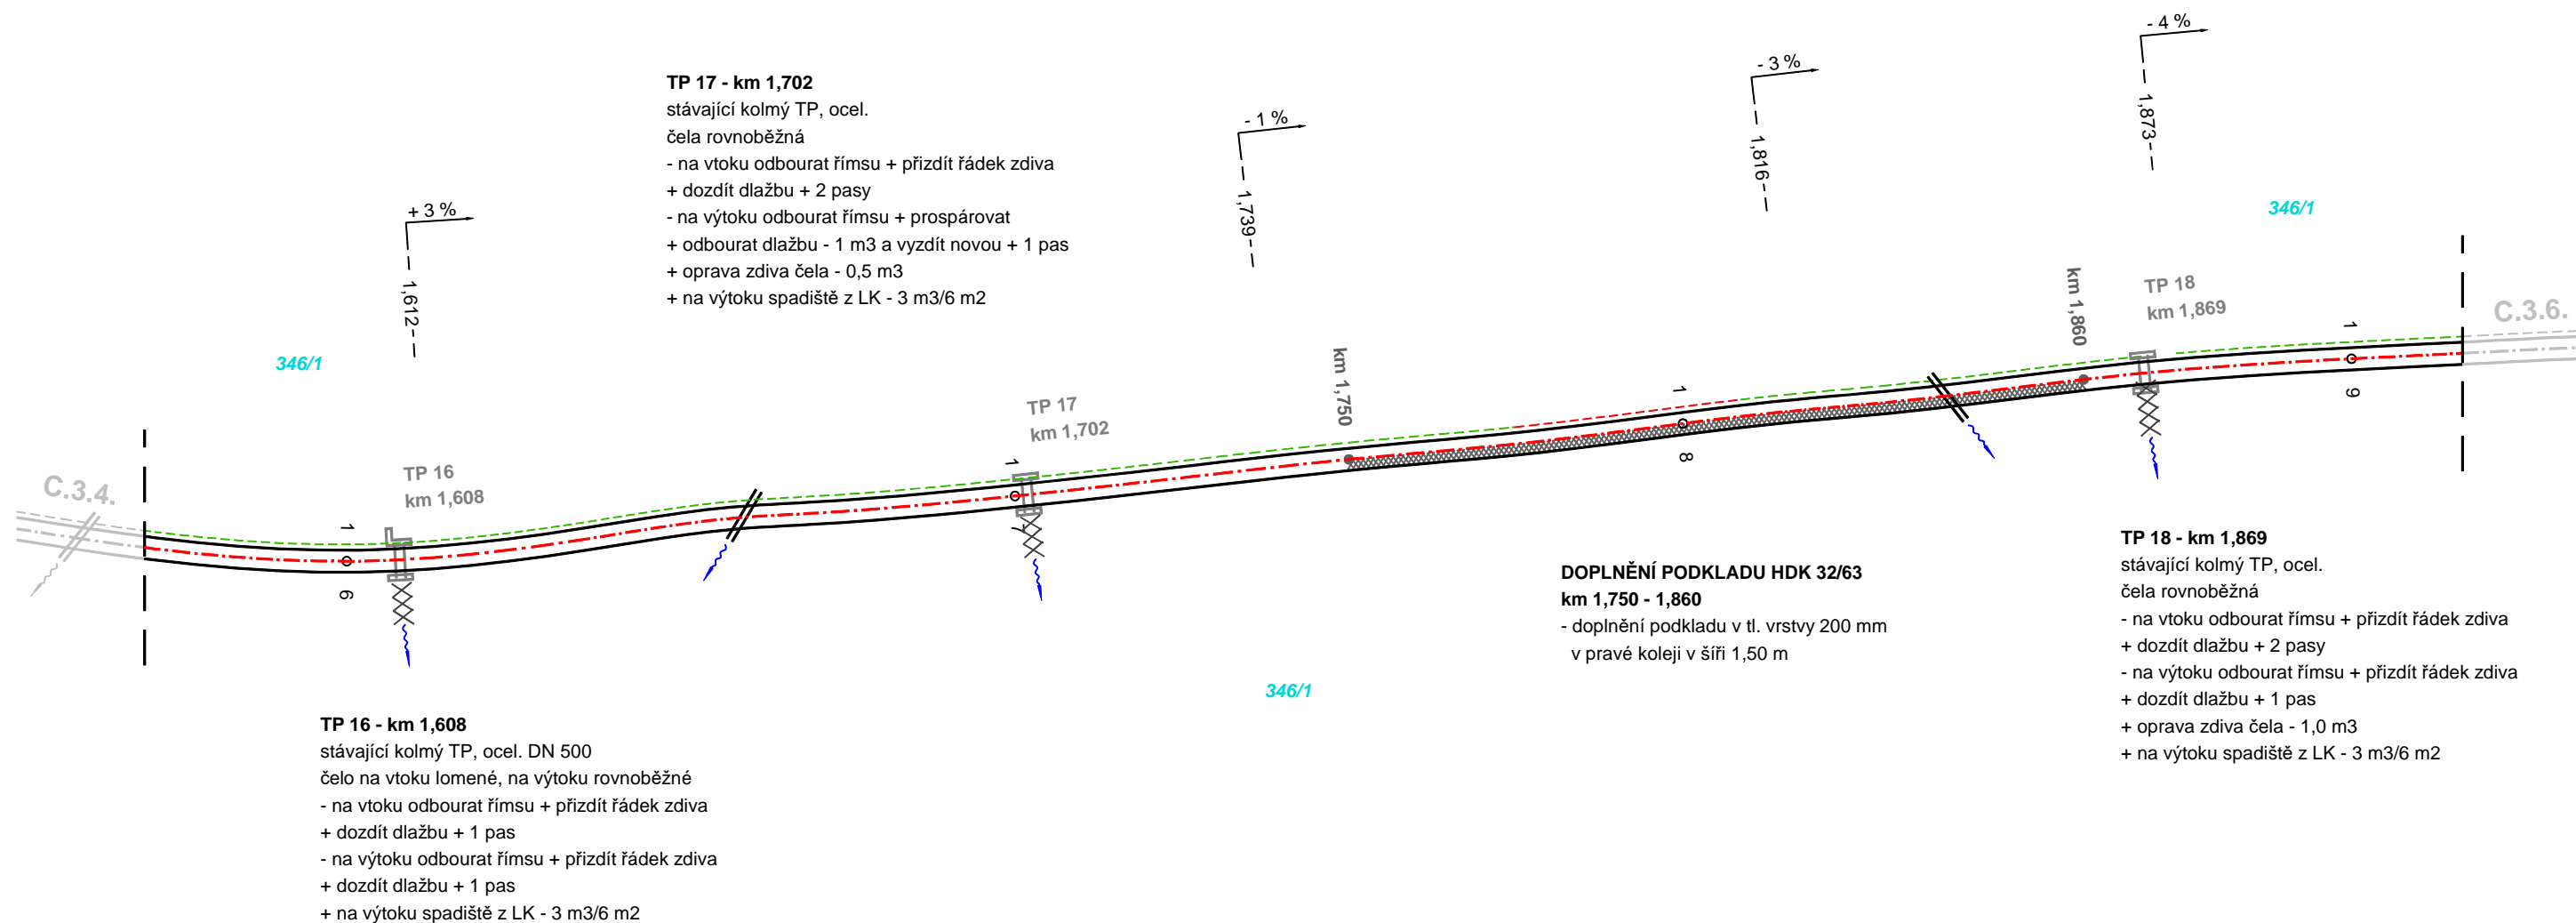 - 4 %
- 3 %
TP 17 - km 1,702
stávající kolmý TP, ocel.
čela rovnoběžná
- na vtoku odbourat římsu + přizdít řádek zdiva
+ dozdít dlažbu + 2 pasy
- na výtoku odbourat římsu + prospárovat
+ odbourat dlažbu - 1 m3 a vyzdít novou + 1 pas
+ oprava zdiva čela - 0,5 m3
+ na výtoku spadiště z LK - 3 m3/6 m2
1,873
- 1 %
1,816
+ 3 %
1,739
346/1
1,612
346/1
km 1,860
TP 18
km 1,869
C.3.6.
km 1,750
1
9
TP 17
km 1,702
1
8
TP 16
km 1,608
1
7
C.3.4.
1
6
TP 18 - km 1,869
stávající kolmý TP, ocel.
čela rovnoběžná
- na vtoku odbourat římsu + přizdít řádek zdiva
+ dozdít dlažbu + 2 pasy
- na výtoku odbourat římsu + přizdít řádek zdiva
+ dozdít dlažbu + 1 pas
+ oprava zdiva čela - 1,0 m3
+ na výtoku spadiště z LK - 3 m3/6 m2
DOPLNĚNÍ PODKLADU HDK 32/63
km 1,750 - 1,860
- doplnění podkladu v tl. vrstvy 200 mm
v pravé koleji v šíři 1,50 m
346/1
TP 16 - km 1,608
stávající kolmý TP, ocel. DN 500
čelo na vtoku lomené, na výtoku rovnoběžné
- na vtoku odbourat římsu + přizdít řádek zdiva
+ dozdít dlažbu + 1 pas
- na výtoku odbourat římsu + přizdít řádek zdiva
+ dozdít dlažbu + 1 pas
+ na výtoku spadiště z LK - 3 m3/6 m2